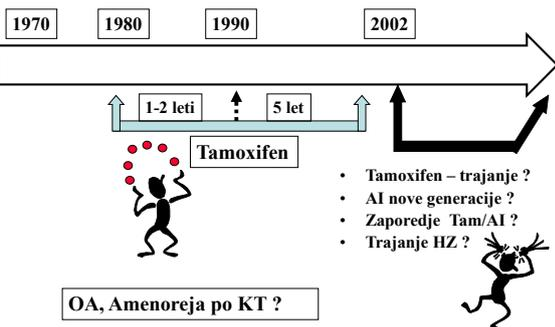 1970 1980 1990 2002
1-2 leti 5 let
Tamoxifen
• Tamoxifen – trajanje ?
• AI nove generacije ?
• Zaporedje Tam/AI ?
• Trajanje HZ ?
OA, Amenoreja po KT ?